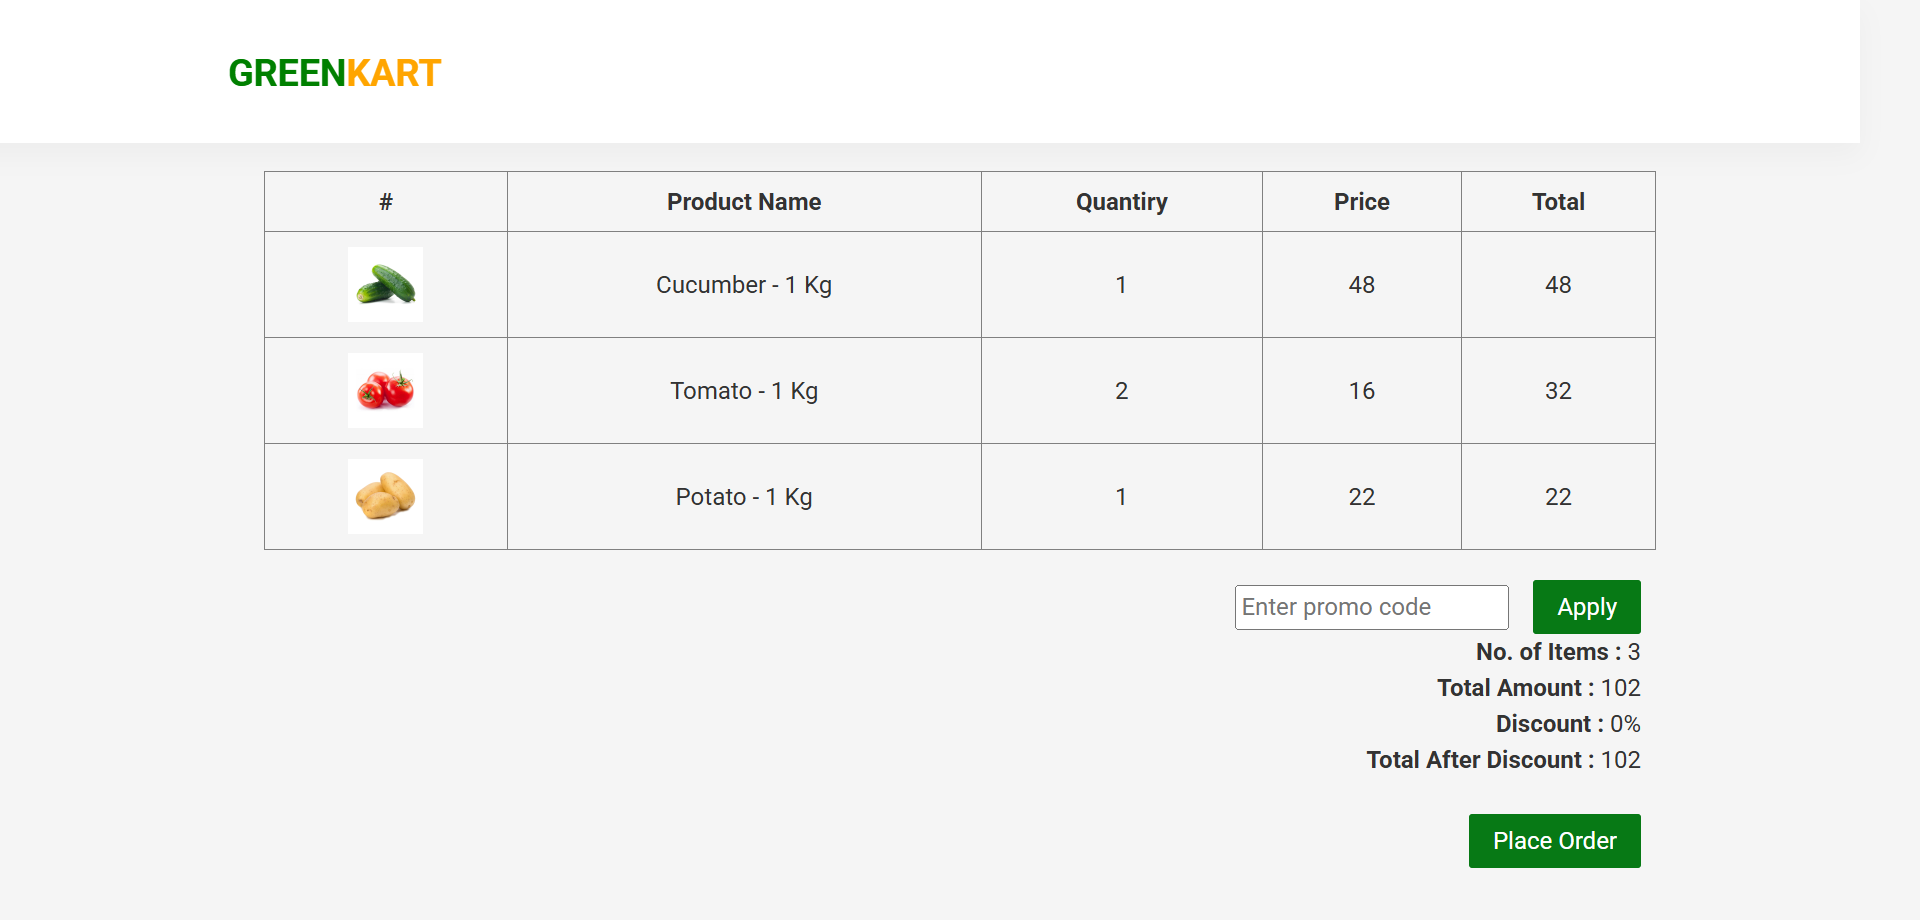 GREENKART
# Product Name Quantiry Price Total
Cucumber - 1 Kg 1 48 48
Tomato - 1 Kg 2 16 32
Potato - 1 Kg 1 22 22
Enter promo code Apply
No. of Items : 3
Total Amount : 102
Discount : 0%
Total After Discount : 102
Place Order